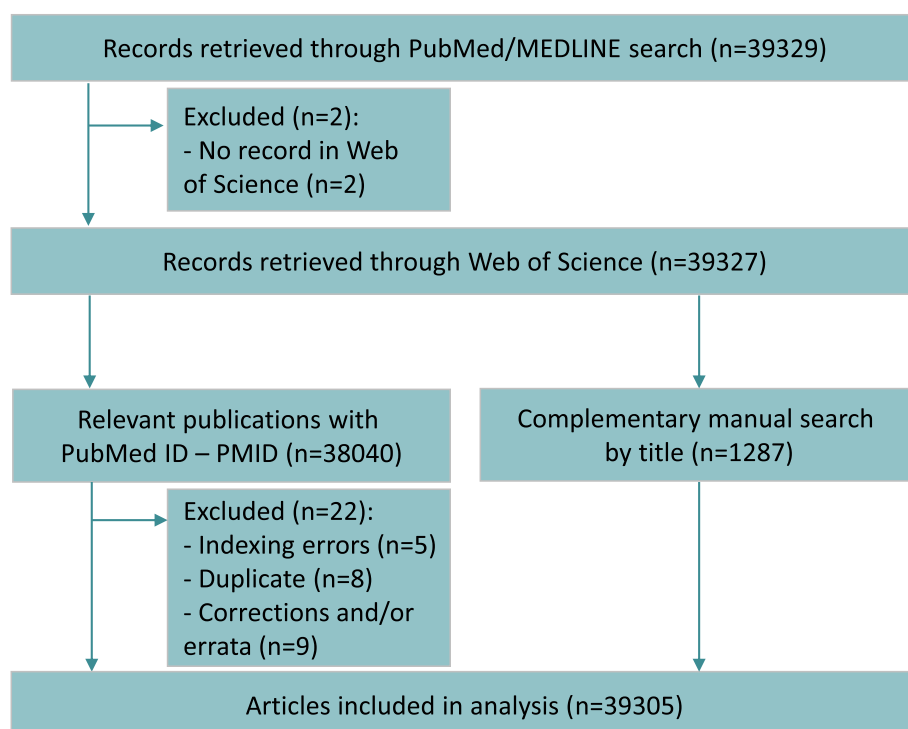 Records retrieved through PubMed/MEDLINE search (n=39329)
Excluded (n=2):
- No record in Web
of Science (n=2)
Records retrieved through Web of Science (n=39327)
Relevant publications with
PubMed ID – PMID (n=38040)
Complementary manual search
by title (n=1287)
Excluded (n=22):
- Indexing errors (n=5)
- Duplicate (n=8)
- Corrections and/or
errata (n=9)
Articles included in analysis (n=39305)